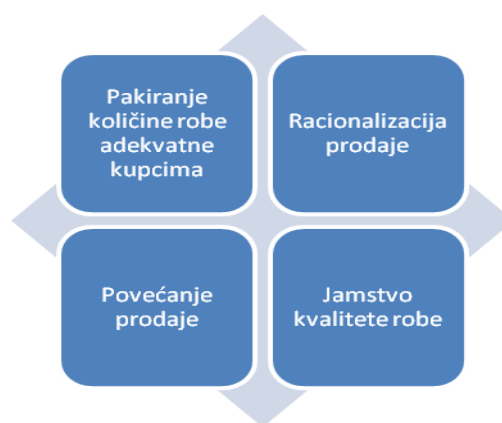 Pakiranje
količine robe
adekvatne
kupcima
Racionalizacija
prodaje
Povećanje
prodaje
Jamstvo
kvalitete robe